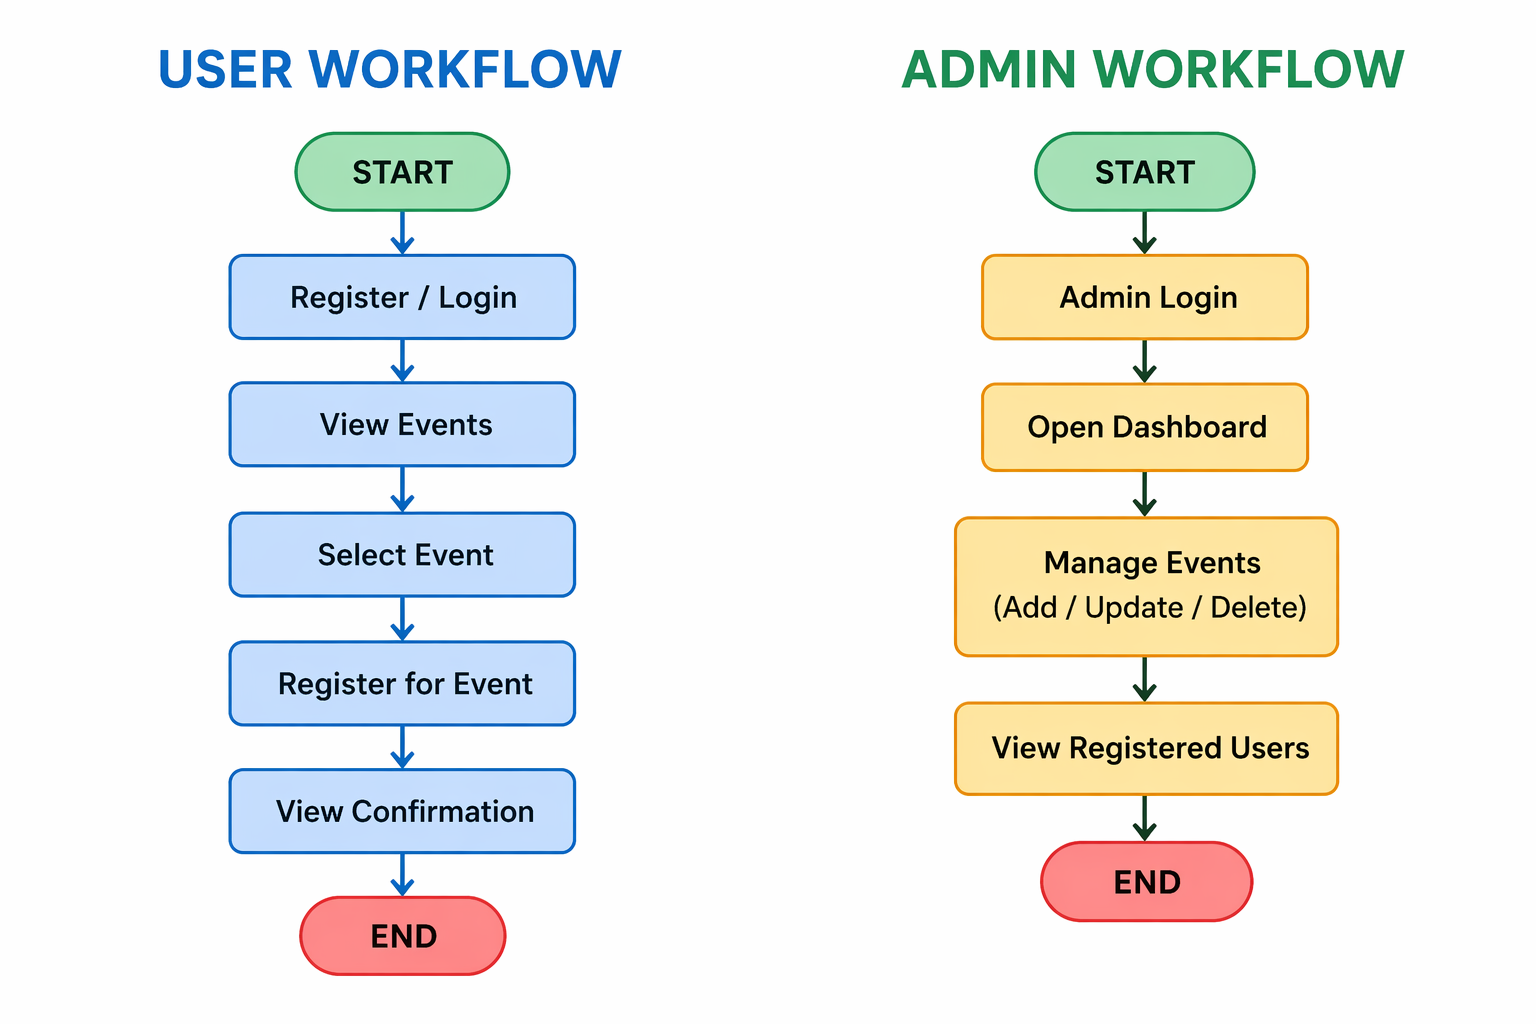 USER WORKFLOW
START
Register / Login
View Events
Select Event
Register for Event
View Confirmation
END
ADMIN WORKFLOW
START
Admin Login
Open Dashboard
Manage Events
(Add / Update / Delete)
View Registered Users
END